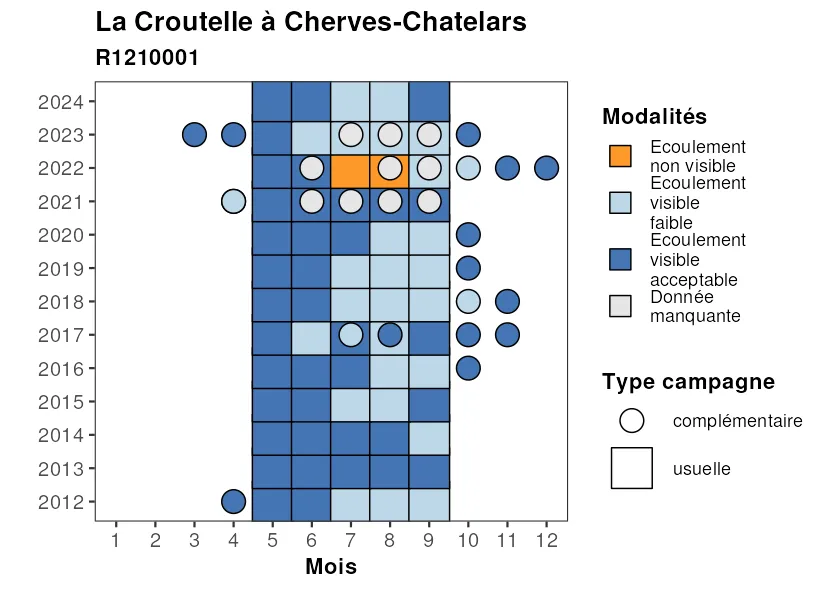 La Croutelle à Cherves-Chatelars
R1210001
2024
2023
2022
2021
2020
2019
2018
2017
2016
2015
2014
2013
2012
1 2 3 4 5 6 7 8 9 10 11 12
Mois
Modalités
Ecoulement
non visible
Ecoulement
visible
faible
Ecoulement
visible
acceptable
Donnée
manquante
Type campagne
complémentaire
usuelle